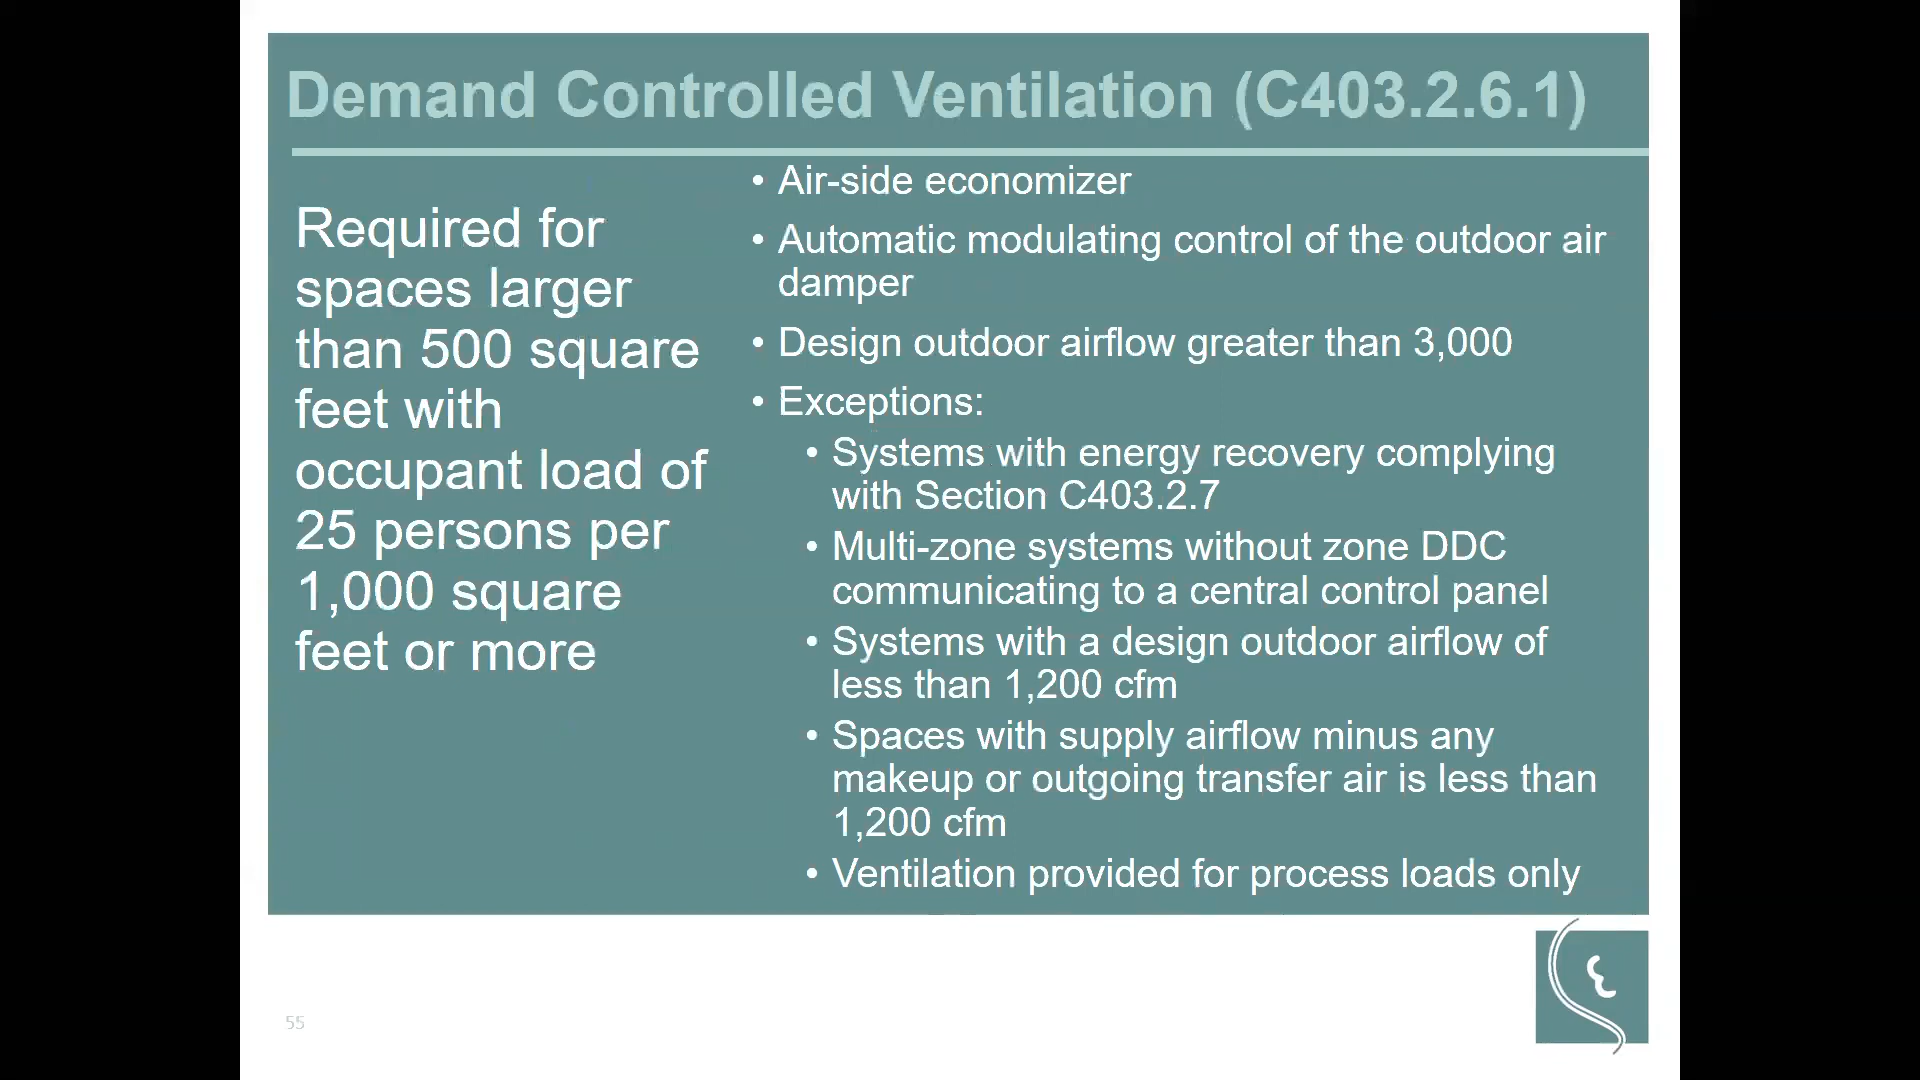 Demand Controlled Ventilation (C403.2.6.1)
Required for
spaces larger
than 500 square
feet with
occupant load of
25 persons per
1,000 square
feet or more
• Air-side economizer
• Automatic modulating control of the outdoor air
damper
• Design outdoor airflow greater than 3,000
• Exceptions:
• Systems with energy recovery complying
with Section C403.2.7
• Multi-zone systems without zone DDC
communicating to a central control panel
• Systems with a design outdoor airflow of
less than 1,200 cfm
• Spaces with supply airflow minus any
makeup or outgoing transfer air is less than
1,200 cfm
• Ventilation provided for process loads only
55